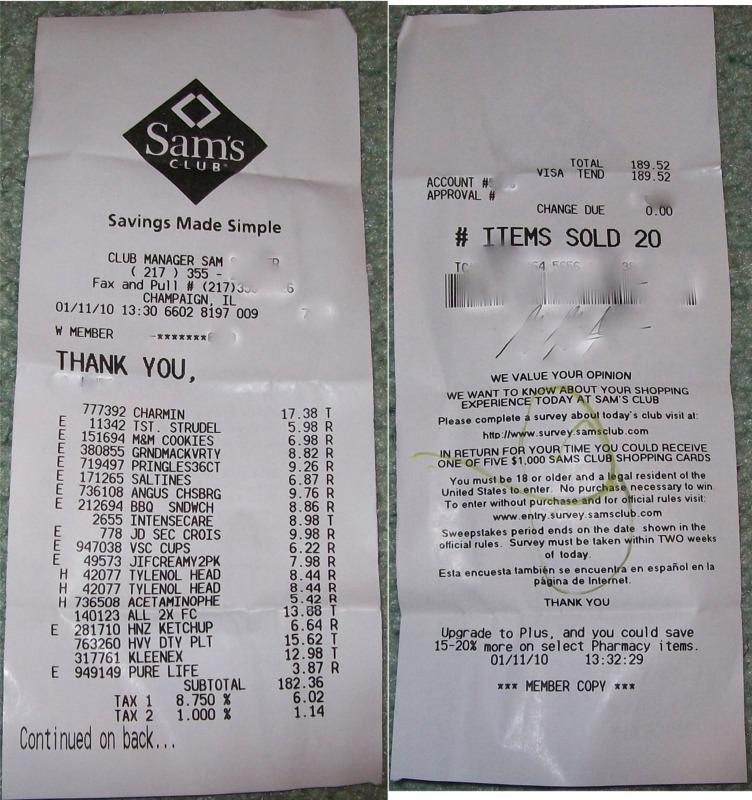 Sam's
CLUB
Savings Made Simple
CLUB MANAGER SAM
( 217 ) 355 -
Fax and Pull # (217)35 6
CHAMPAIGN, IL
01/11/10 13:30 6602 8197 009 7
W MEMBER -*******
THANK YOU,
777392 CHARMIN 17.38 T
E 11342 TST. STRUDEL 5.98 R
E 151694 M&M COOKIES 6.98 R
E 380855 GRNDMACKVRTY 8.82 R
E 719497 PRINGLES36CT 9.26 R
E 171265 SALTINES 6.87 R
E 736108 ANGUS CHSBRG 9.76 R
E 212694 BBQ SNDWCH 8.86 R
2655 INTENSECARE 8.98 T
E 778 JD SEC CROIS 9.98 R
E 947038 VSC CUPS 6.22 R
E 49573 JIFCREAMY2PK 7.98 R
H 42077 TYLENOL HEAD 8.44 R
H 42077 TYLENOL HEAD 8.44 R
H 736508 ACETAMINOPHE 5.42 R
140123 ALL 2X FC 13.88 T
E 281710 HNZ KETCHUP 6.64 R
763260 HVY DTY PLT 15.62 T
317761 KLEENEX 12.98 T
E 949149 PURE LIFE 3.87 R
SUBTOTAL 182.36
TAX 1 8.750 % 6.02
TAX 2 1.000 % 1.14
Continued on back...
TOTAL 189.52
VISA TEND 189.52
ACCOUNT #
APPROVAL #
CHANGE DUE 0.00
# ITEMS SOLD 20
WE VALUE YOUR OPINION
WE WANT TO KNOW ABOUT YOUR SHOPPING
EXPERIENCE TODAY AT SAM'S CLUB
Please complete a survey about today's club visit at:
http://www.survey.samsclub.com
IN RETURN FOR YOUR TIME YOU COULD RECEIVE
ONE OF FIVE $1,000 SAMS CLUB SHOPPING CARDS
You must be 18 or older and a legal resident of the
United States to enter. No purchase necessary to win.
To enter without purchase and for official rules visit:
www.entry.survey.samsclub.com
Sweepstakes period ends on the date shown in the
official rules. Survey must be taken within TWO weeks
of today.
Esta encuesta también se encuentra en español en la
página de Internet.
THANK YOU
Upgrade to Plus, and you could save
15-20% more on select Pharmacy items.
01/11/10 13:32:29
*** MEMBER COPY ***